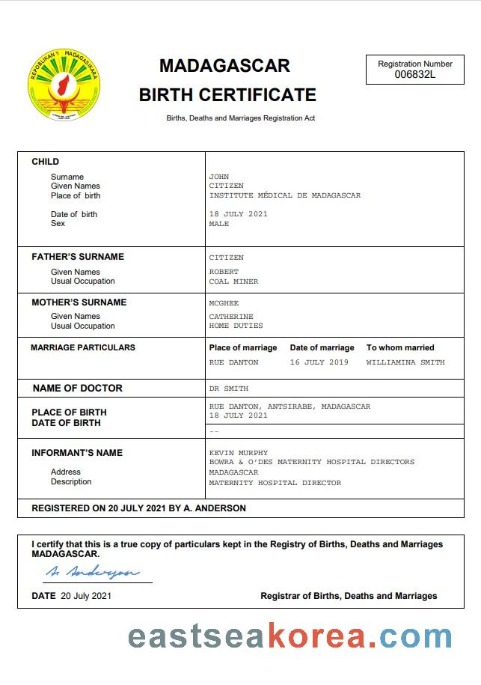 REPOBLIKAN'I MADAGASIKARA
MADAGASCAR
BIRTH CERTIFICATE
Births, Deaths and Marriages Registration Act
Registration Number
006832L
CHILD
Surname JOHN
Given Names CITIZEN
Place of birth INSTITUTE MÉDICAL DE MADAGASCAR
Date of birth 18 JULY 2021
Sex MALE
FATHER'S SURNAME CITIZEN
Given Names ROBERT
Usual Occupation COAL MINER
MOTHER'S SURNAME MCGHEE
Given Names CATHERINE
Usual Occupation HOME DUTIES
MARRIAGE PARTICULARS Place of marriage Date of marriage To whom married
RUE DANTON 16 JULY 2019 WILLIAMINA SMITH
NAME OF DOCTOR DR SMITH
PLACE OF BIRTH RUE DANTON, ANTSIRABE, MADAGASCAR
DATE OF BIRTH 18 JULY 2021
--
INFORMANT'S NAME KEVIN MURPHY
BOWRA & O'DES MATERNITY HOSPITAL DIRECTORS
Address MADAGASCAR
Description MATERNITY HOSPITAL DIRECTOR
REGISTERED ON 20 JULY 2021 BY A. ANDERSON
I certify that this is a true copy of particulars kept in the Registry of Births, Deaths and Marriages
MADAGASCAR.
A. Anderson
DATE 20 July 2021 Registrar of Births, Deaths and Marriages
eastseakorea.com